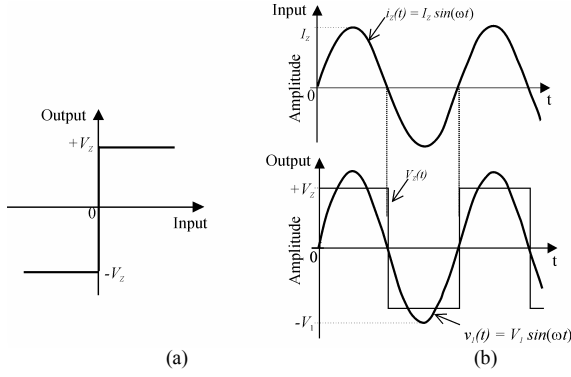 Output
+V_Z
0
Input
-V_Z
(a)
Input
i_Z(t) = I_Z sin(ωt)
I_Z
Amplitude
0
t
Output
+V_Z
V_Z(t)
Amplitude
0
t
-V_1
v_1(t) = V_1 sin(ωt)
(b)